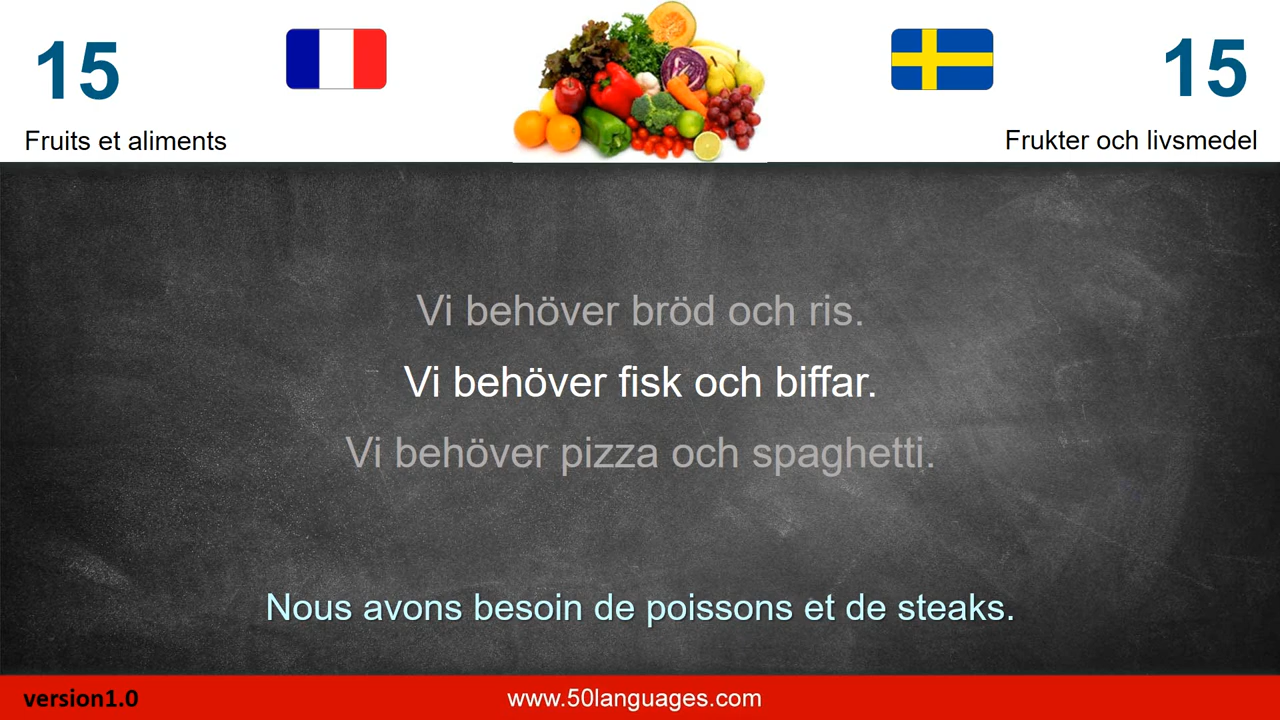 15
15
Fruits et aliments
Frukter och livsmedel
Vi behöver bröd och ris.
Vi behöver fisk och biffar.
Vi behöver pizza och spaghetti.
Nous avons besoin de poissons et de steaks.
version1.0
www.50languages.com